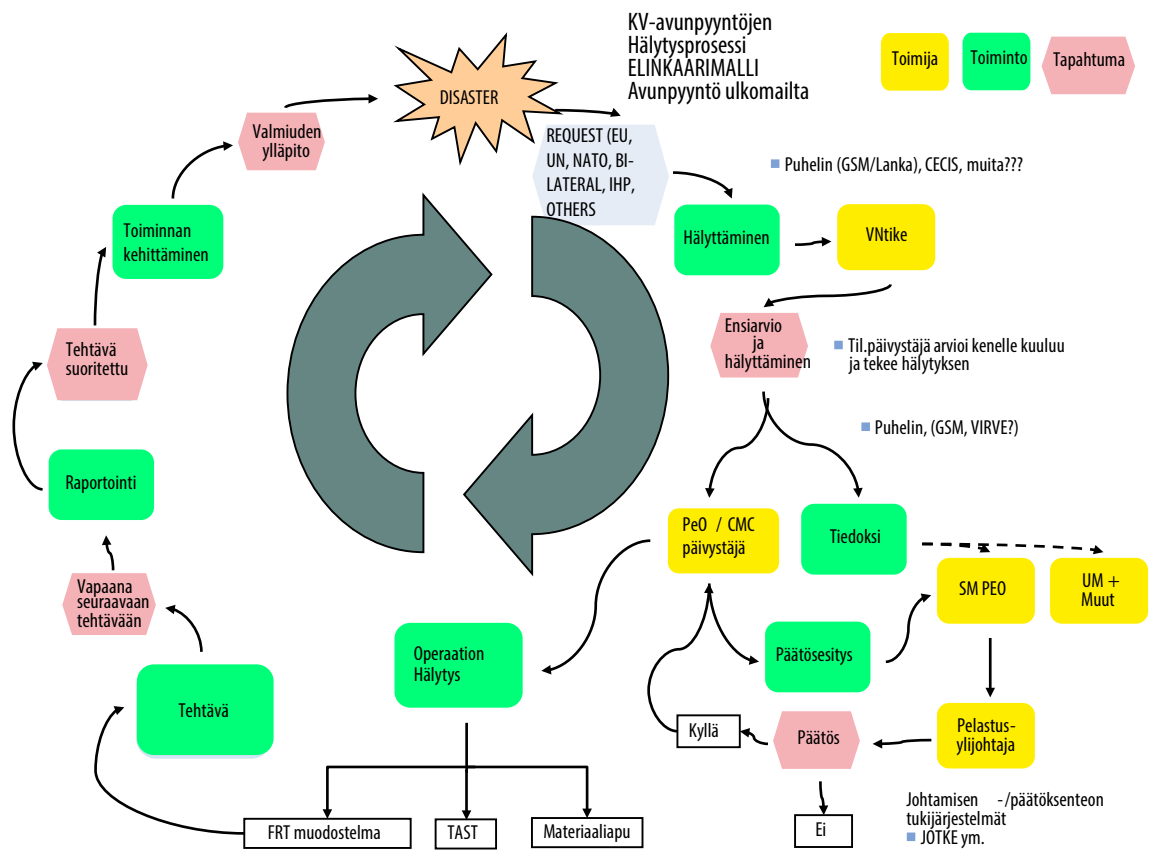 KV-avunpyyntöjen
Hälytysprosessi
ELINKAARIMALLI
Avunpyyntö ulkomailta
Toimija
Toiminto
Tapahtuma
DISASTER
Valmiuden
ylläpito
REQUEST (EU,
UN, NATO, BI-
LATERAL, IHP,
OTHERS
Puhelin (GSM/Lanka), CECIS, muita???
Toiminnan
kehittäminen
Hälyttäminen
VNtike
Ensiarvio
ja
hälyttäminen
Til.päivystäjä arvioi kenelle kuuluu
ja tekee hälytyksen
Tehtävä
suoritettu
Puhelin, (GSM, VIRVE?)
Raportointi
PeO / CMC
päivystäjä
Tiedoksi
SM PEO
UM +
Muut
Vapaana
seuraavaan
tehtävään
Operaation
Hälytys
Päätösesitys
Tehtävä
Kyllä
Päätös
Pelastus-
ylijohtaja
FRT muodostelma
TAST
Materiaaliapu
Ei
Johtamisen -/päätöksenteon
tukijärjestelmät
JOTKE ym.